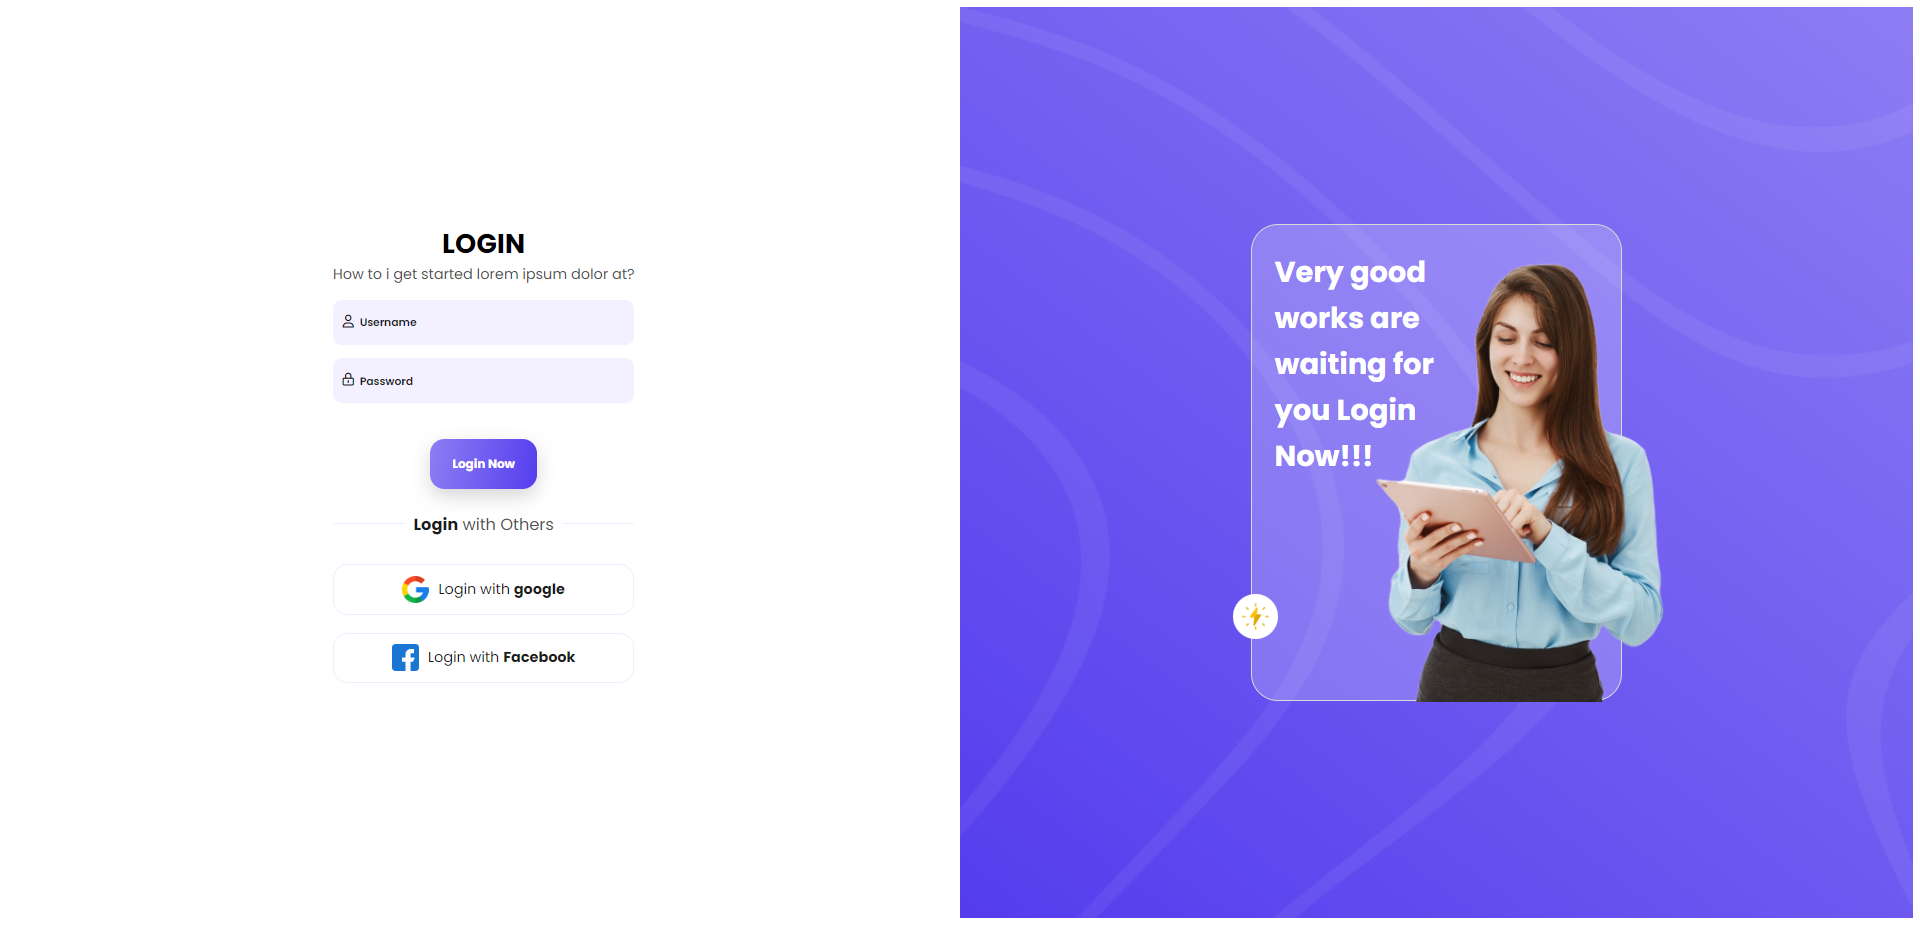 LOGIN
How to i get started lorem ipsum dolor at?
Username
Password
Login Now
Login with Others
Login with google
Login with Facebook
Very good
works are
waiting for
you Login
Now!!!